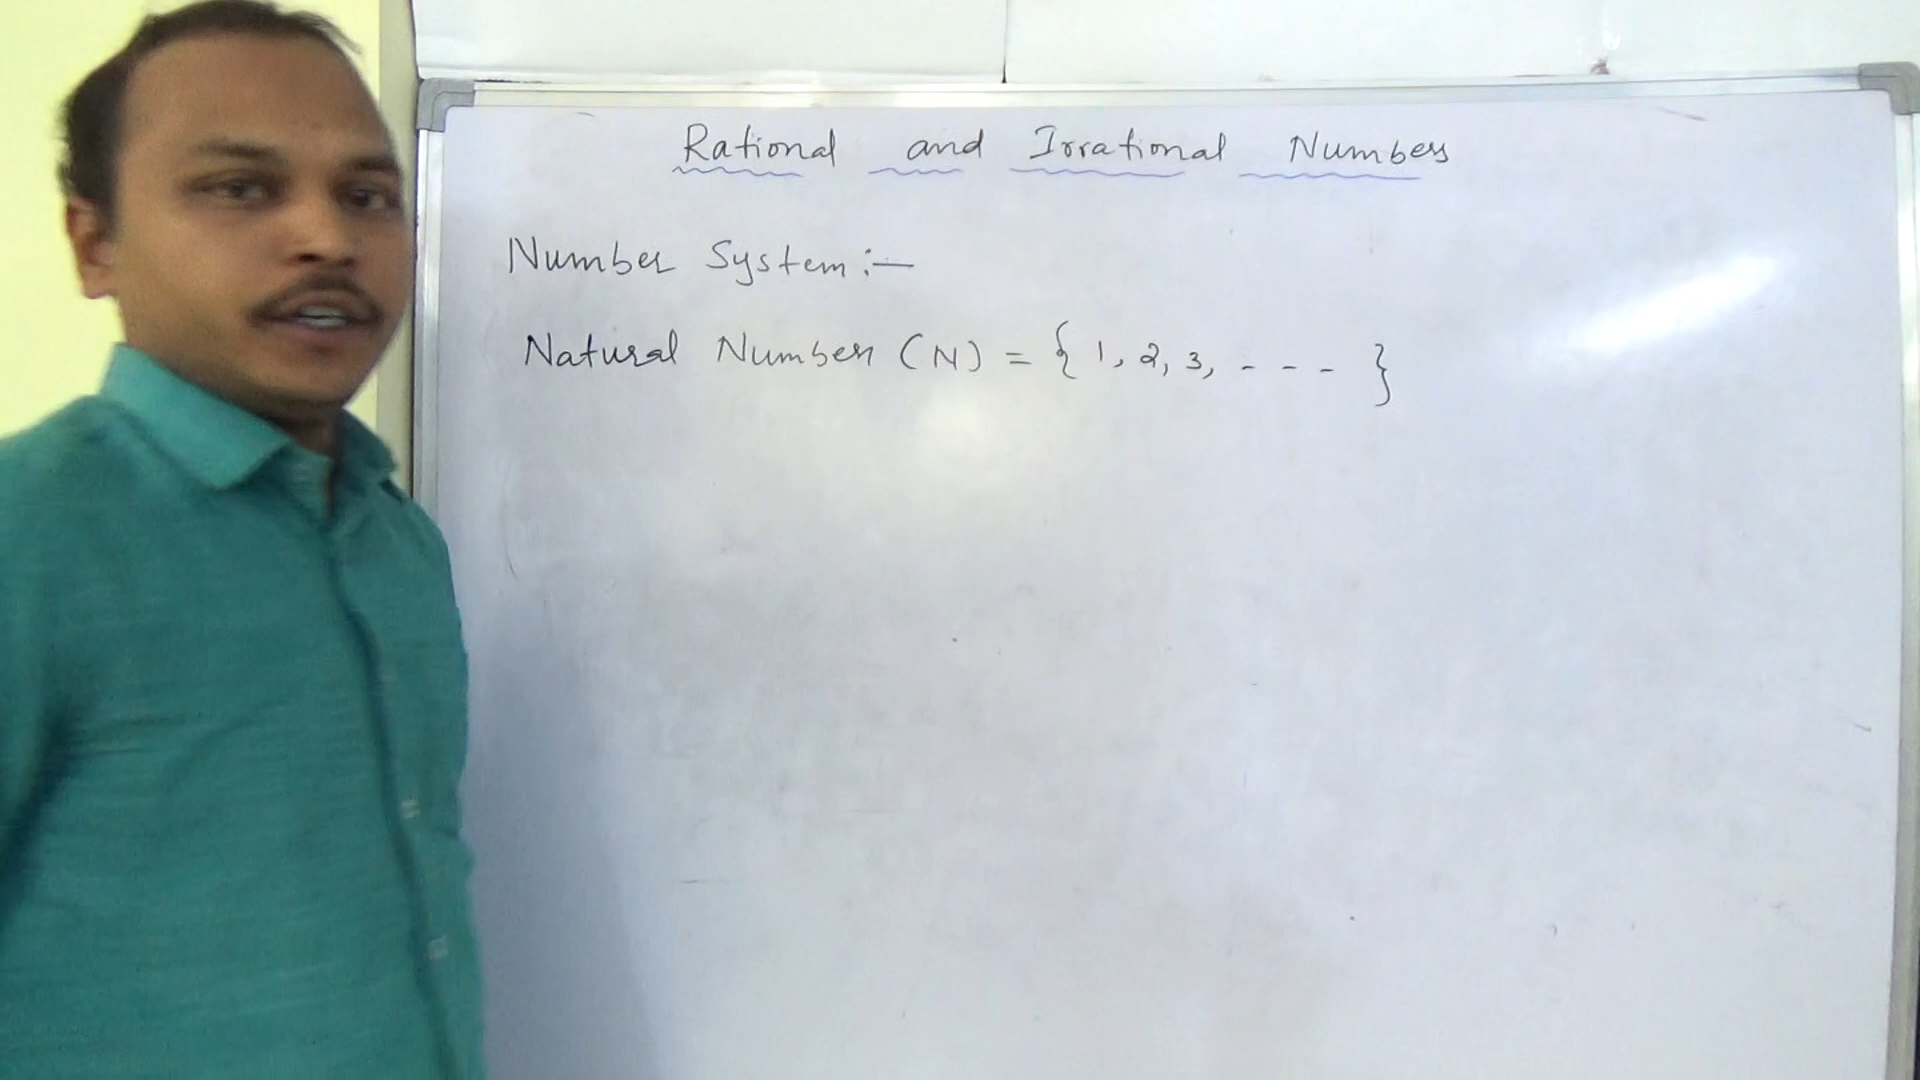 Rational and Irrational Numbers
Number System :—
Natural Number (N) = { 1, 2, 3, - - - }